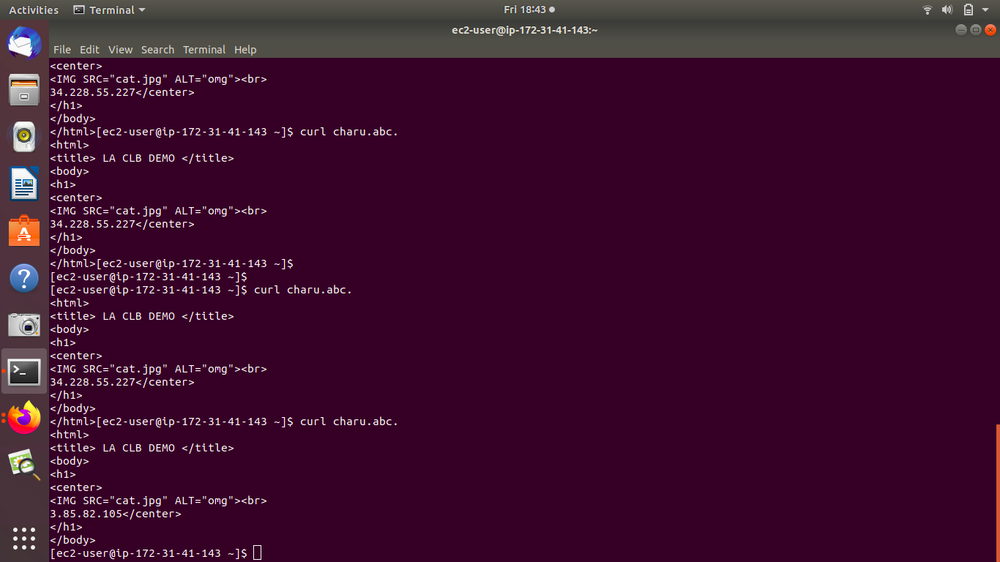 Activities Terminal Fri 18:43
ec2-user@ip-172-31-41-143:~
File Edit View Search Terminal Help
<center>
<IMG SRC="cat.jpg" ALT="omg"><br>
34.228.55.227</center>
</h1>
</body>
</html>[ec2-user@ip-172-31-41-143 ~]$ curl charu.abc.
<html>
<title> LA CLB DEMO </title>
<body>
<h1>
<center>
<IMG SRC="cat.jpg" ALT="omg"><br>
34.228.55.227</center>
</h1>
</body>
</html>[ec2-user@ip-172-31-41-143 ~]$
[ec2-user@ip-172-31-41-143 ~]$
[ec2-user@ip-172-31-41-143 ~]$ curl charu.abc.
<html>
<title> LA CLB DEMO </title>
<body>
<h1>
<center>
<IMG SRC="cat.jpg" ALT="omg"><br>
34.228.55.227</center>
</h1>
</body>
</html>[ec2-user@ip-172-31-41-143 ~]$ curl charu.abc.
<html>
<title> LA CLB DEMO </title>
<body>
<h1>
<center>
<IMG SRC="cat.jpg" ALT="omg"><br>
3.85.82.105</center>
</h1>
</body>
[ec2-user@ip-172-31-41-143 ~]$